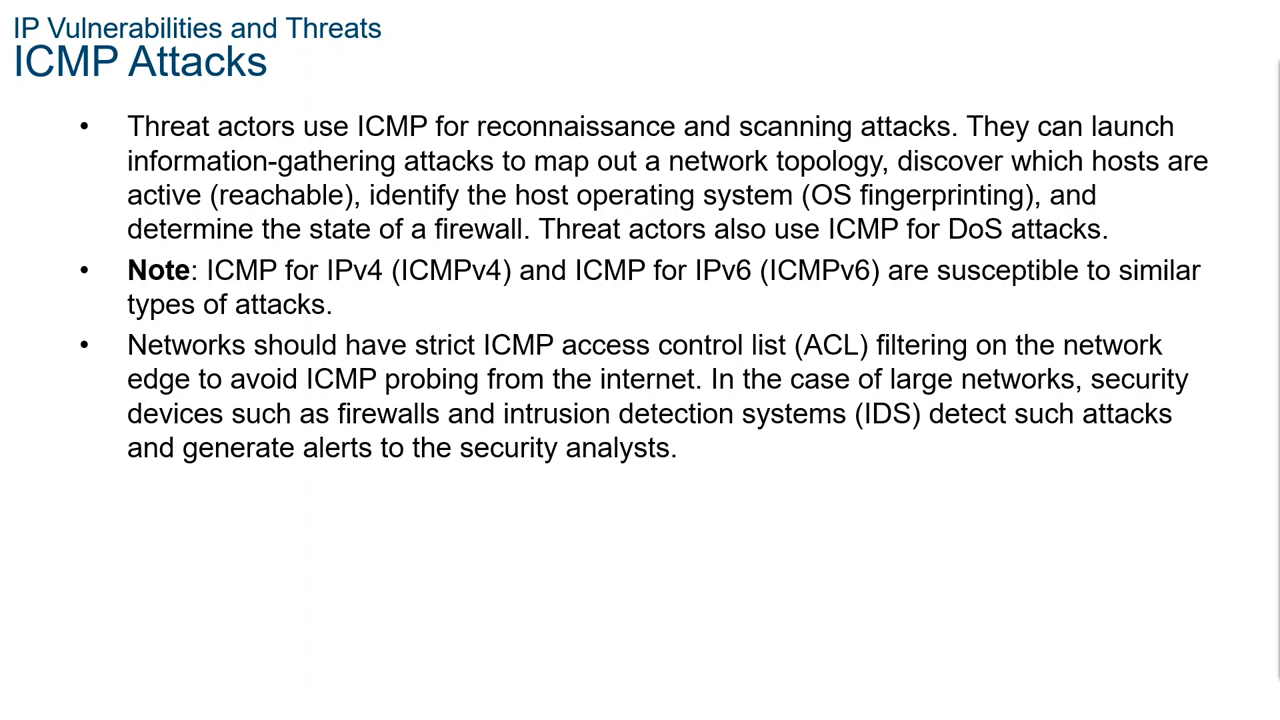 IP Vulnerabilities and Threats
ICMP Attacks
• Threat actors use ICMP for reconnaissance and scanning attacks. They can launch
information-gathering attacks to map out a network topology, discover which hosts are
active (reachable), identify the host operating system (OS fingerprinting), and
determine the state of a firewall. Threat actors also use ICMP for DoS attacks.
• Note: ICMP for IPv4 (ICMPv4) and ICMP for IPv6 (ICMPv6) are susceptible to similar
types of attacks.
• Networks should have strict ICMP access control list (ACL) filtering on the network
edge to avoid ICMP probing from the internet. In the case of large networks, security
devices such as firewalls and intrusion detection systems (IDS) detect such attacks
and generate alerts to the security analysts.